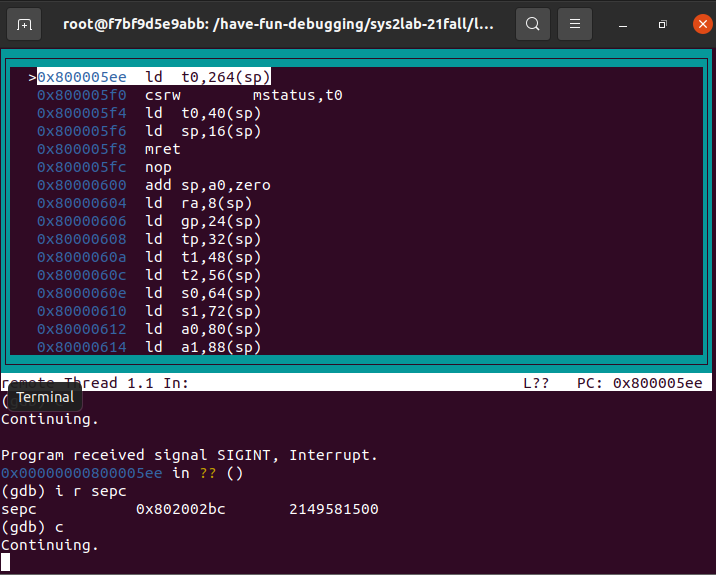 root@f7bf9d5e9abb: /have-fun-debugging/sys2lab-21fall/l...
>0x800005ee ld t0,264(sp)
0x800005f0 csrw mstatus,t0
0x800005f4 ld t0,40(sp)
0x800005f6 ld sp,16(sp)
0x800005f8 mret
0x800005fc nop
0x80000600 add sp,a0,zero
0x80000604 ld ra,8(sp)
0x80000606 ld gp,24(sp)
0x80000608 ld tp,32(sp)
0x8000060a ld t1,48(sp)
0x8000060c ld t2,56(sp)
0x8000060e ld s0,64(sp)
0x80000610 ld s1,72(sp)
0x80000612 ld a0,80(sp)
0x80000614 ld a1,88(sp)
remote Thread 1.1 In: L?? PC: 0x800005ee
(
Terminal
Continuing.
Program received signal SIGINT, Interrupt.
0x00000000800005ee in ?? ()
(gdb) i r sepc
sepc 0x802002bc 2149581500
(gdb) c
Continuing.